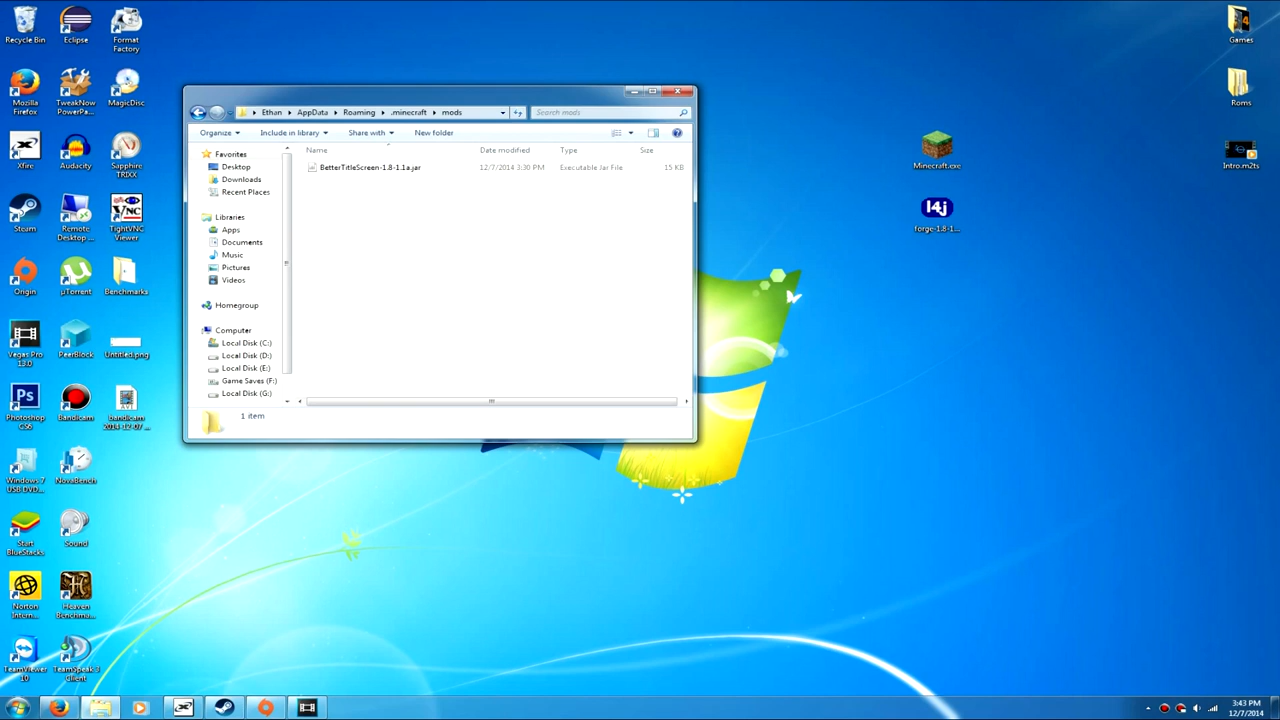 Recycle Bin
Eclipse
Format
Factory
Mozilla
Firefox
TweakNow
PowerPa...
MagicDisc
Xfire
Audacity
Sapphire
TRIXX
Steam
Remote
Desktop ...
TightVNC
Viewer
Origin
µTorrent
Benchmarks
Vegas Pro
13.0
PeerBlock
Untitled.png
Photoshop
CS6
Bandicam
bandicam
2014-12-07 ...
Windows 7
USB DVD...
NovaBench
Start
BlueStacks
Sound
Norton
Intern...
Heaven
Benchma...
TeamViewer
10
TeamSpeak 3
Client
Ethan
AppData
Roaming
.minecraft
mods
Search mods
Organize
Include in library
Share with
New folder
Name
Date modified
Type
Size
BetterTitleScreen-1.8-1.1a.jar
12/7/2014 3:30 PM
Executable Jar File
15 KB
Favorites
Desktop
Downloads
Recent Places
Libraries
Apps
Documents
Music
Pictures
Videos
Homegroup
Computer
Local Disk (C:)
Local Disk (D:)
Local Disk (E:)
Game Saves (F:)
Local Disk (G:)
1 item
Minecraft.exe
14j
forge-1.8-1...
Games
Roms
Intro.m2ts
3:43 PM
12/7/2014